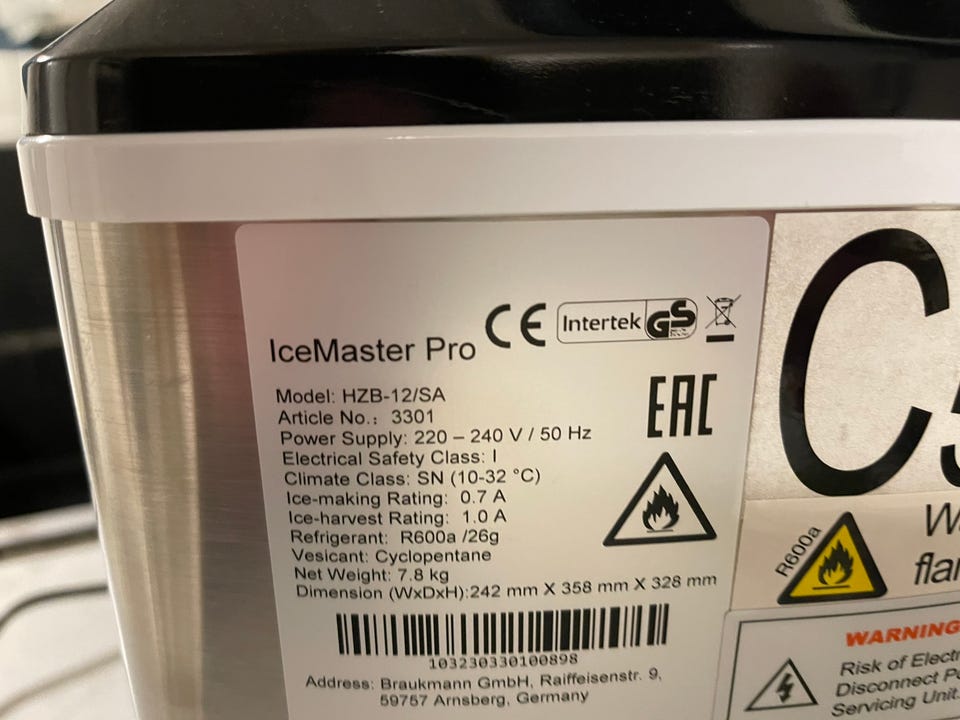 CE Intertek GS
IceMaster Pro
EAC
Model: HZB-12/SA
Article No.: 3301
Power Supply: 220 – 240 V / 50 Hz
Electrical Safety Class: I
Climate Class: SN (10-32 °C)
Ice-making Rating: 0.7 A
Ice-harvest Rating: 1.0 A
Refrigerant: R600a /26g
Vesicant: Cyclopentane
Net Weight: 7.8 kg
Dimension (WxDxH):242 mm X 358 mm X 328 mm
103230330100898
Address: Braukmann GmbH, Raiffeisenstr. 9,
59757 Arnsberg, Germany
R600a
WARNING
Risk of
Disconnect
Servicing Unit.